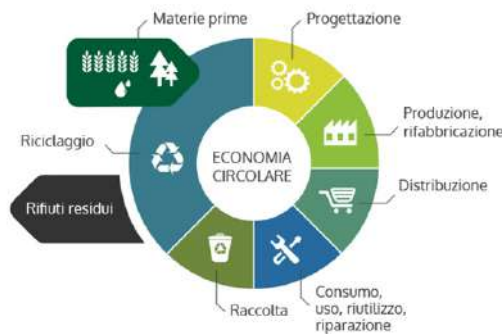 Materie prime
Progettazione
Produzione,
rifabbricazione
Distribuzione
Consumo,
uso, riutilizzo,
riparazione
Raccolta
Rifiuti residui
Riciclaggio
ECONOMIA
CIRCOLARE